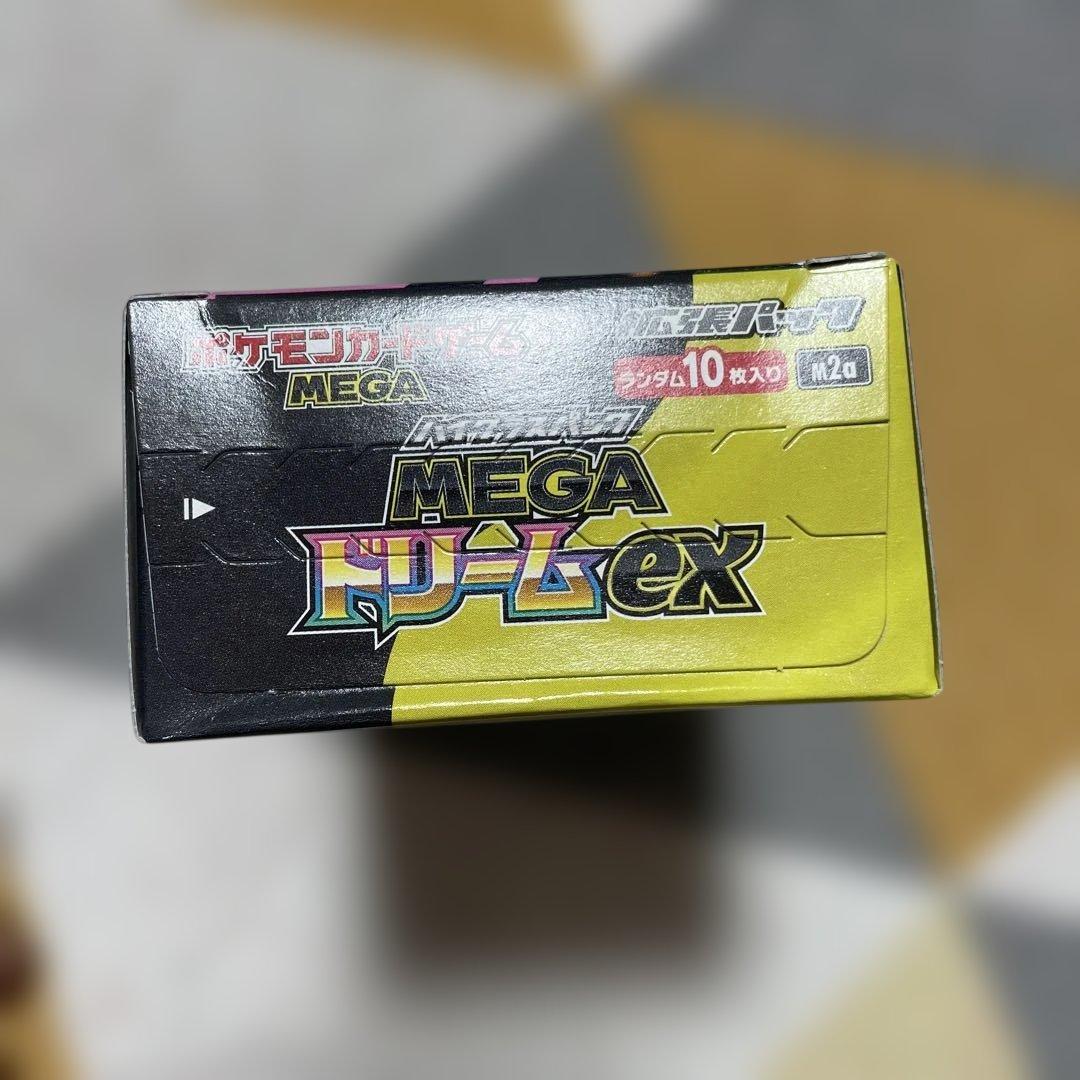 ポケモンカードゲーム
MEGA
拡張パック
ランダム10枚入り
M2a
ハイクラスパック
MEGA
ドリームex